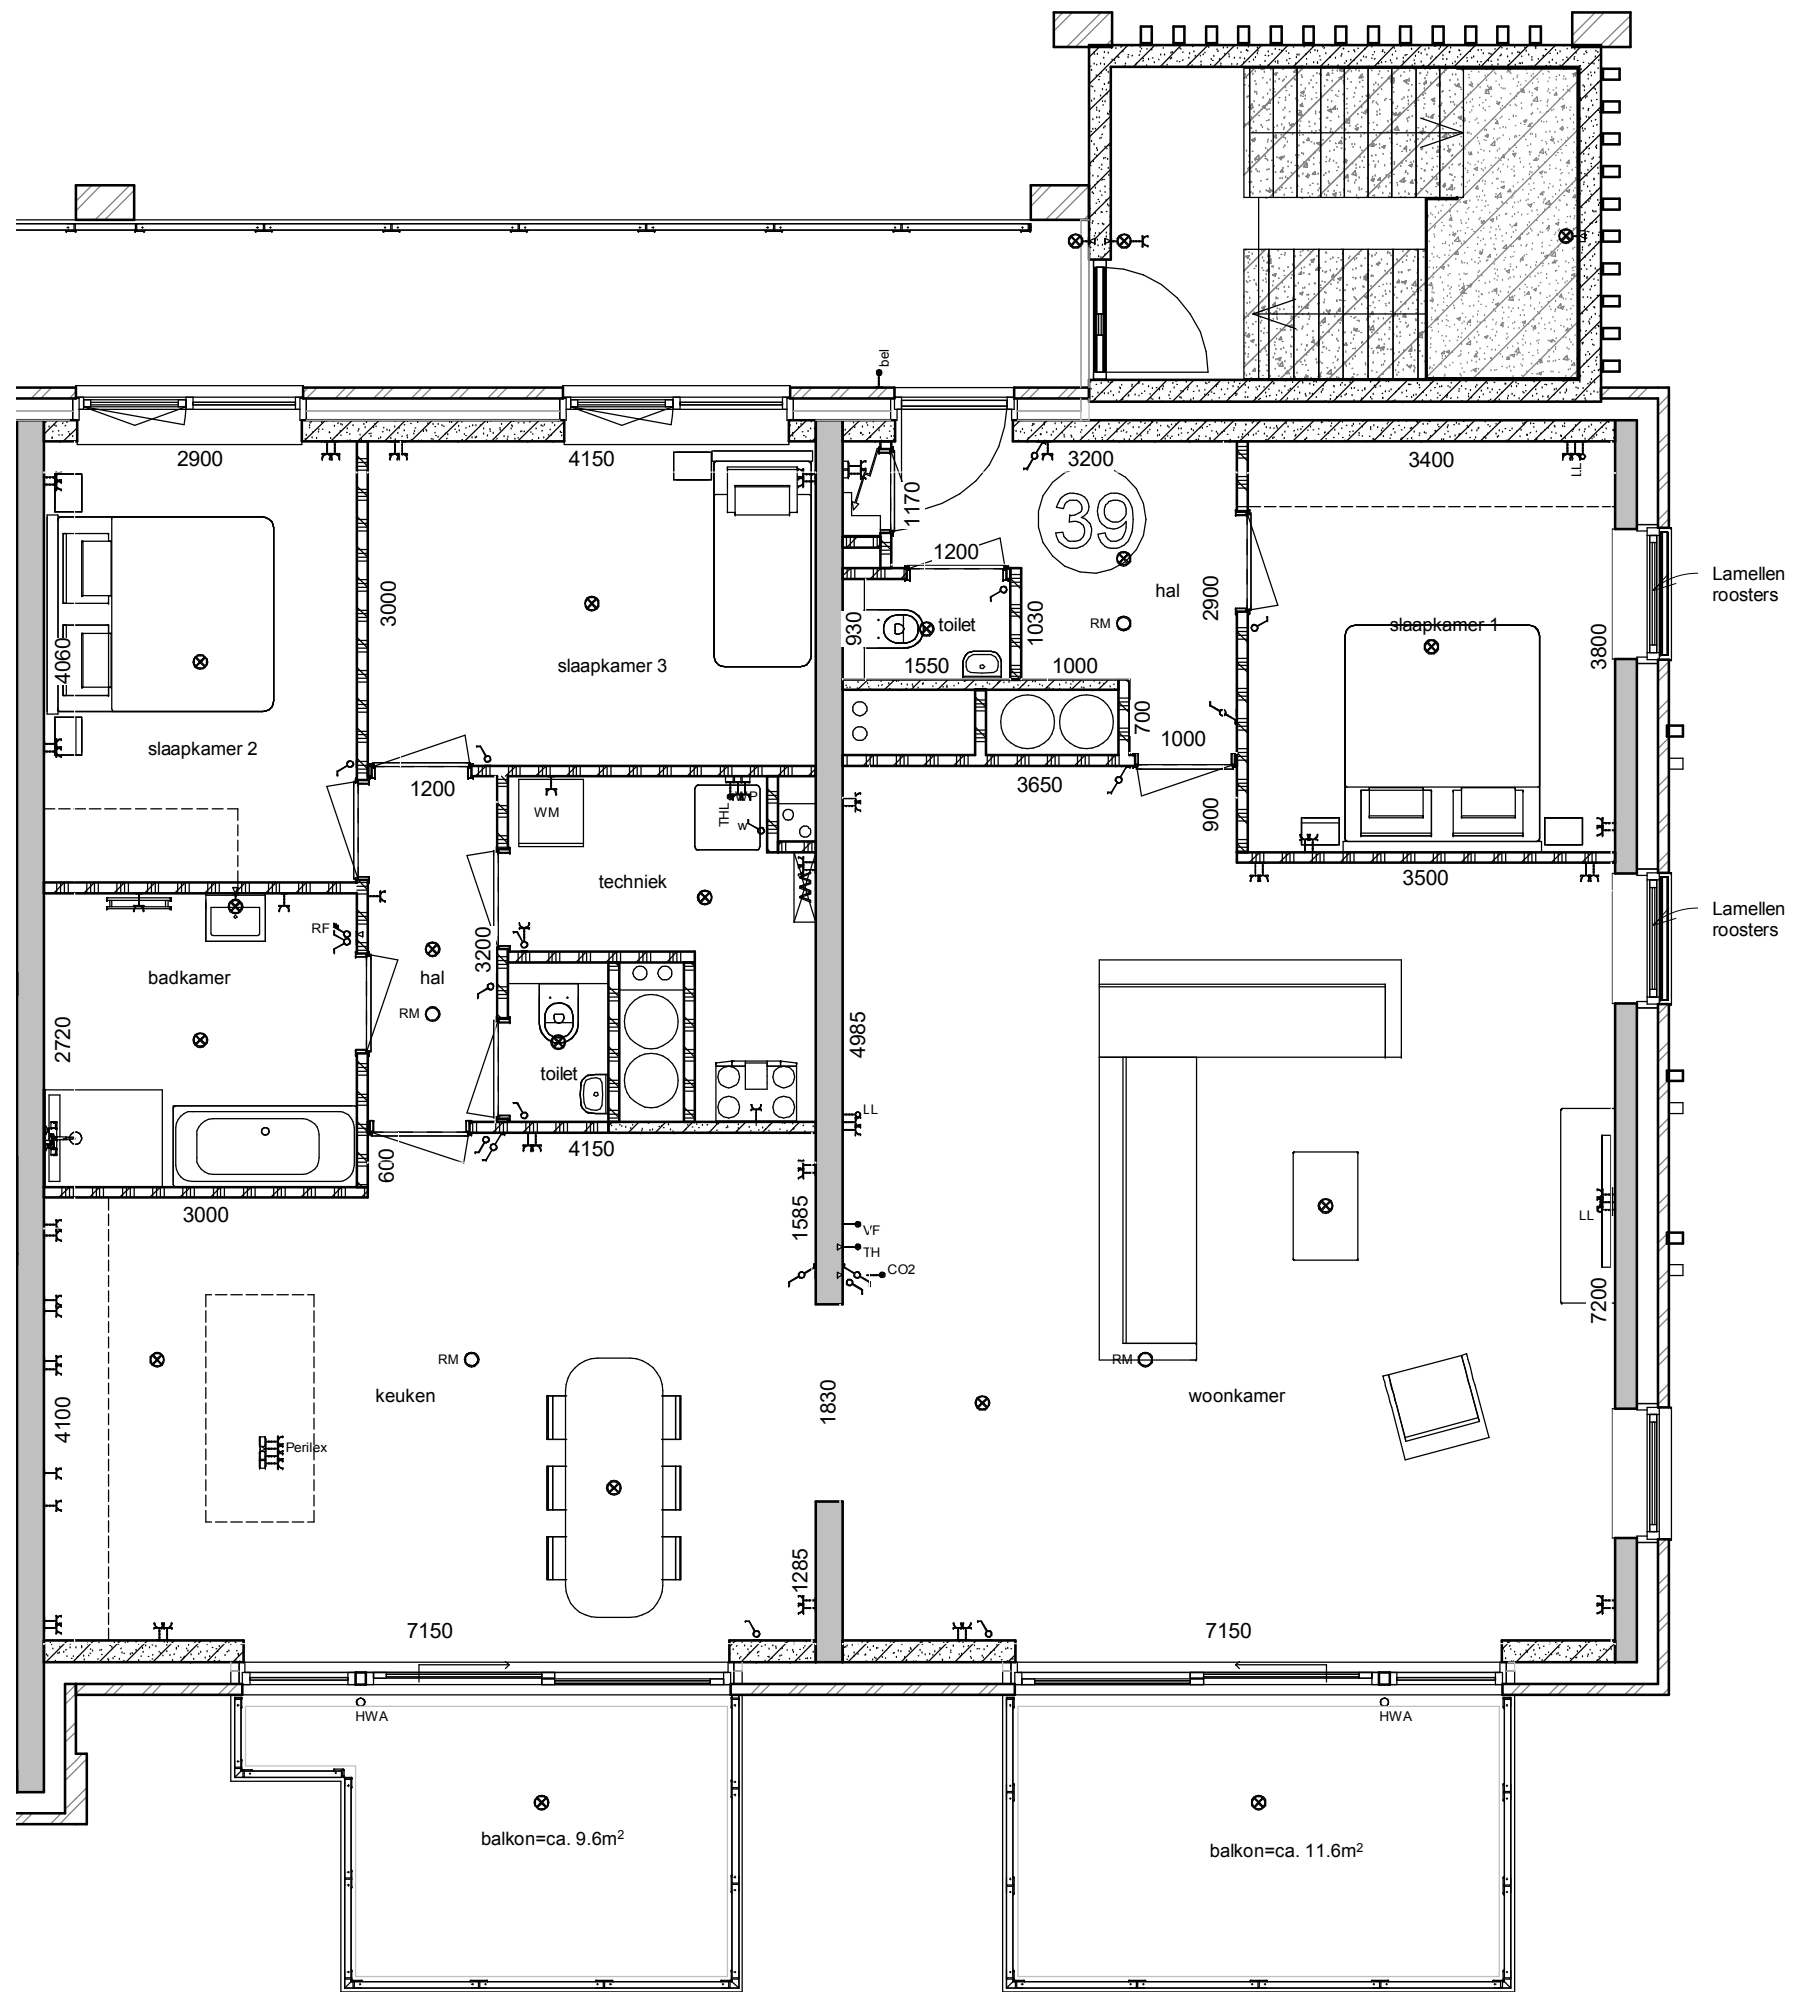 bel
2900
4150
3200
3400
LL
1170
39
1200
Lamellen
roosters
3000
2900
hal
930
toilet
1030
RM
slaapkamer 1
3800
4060
slaapkamer 3
1550
1000
slaapkamer 2
700
1000
1200
3650
WM
THL
w
900
techniek
3500
Lamellen
roosters
RF
badkamer
hal
3200
RM
2720
4985
toilet
LL
600
4150
3000
1585
VF
TH
CO2
LL
7200
RM
RM
keuken
woonkamer
4100
1830
Perilex
1285
7150
7150
HWA
HWA
balkon=ca. 9.6m²
balkon=ca. 11.6m²